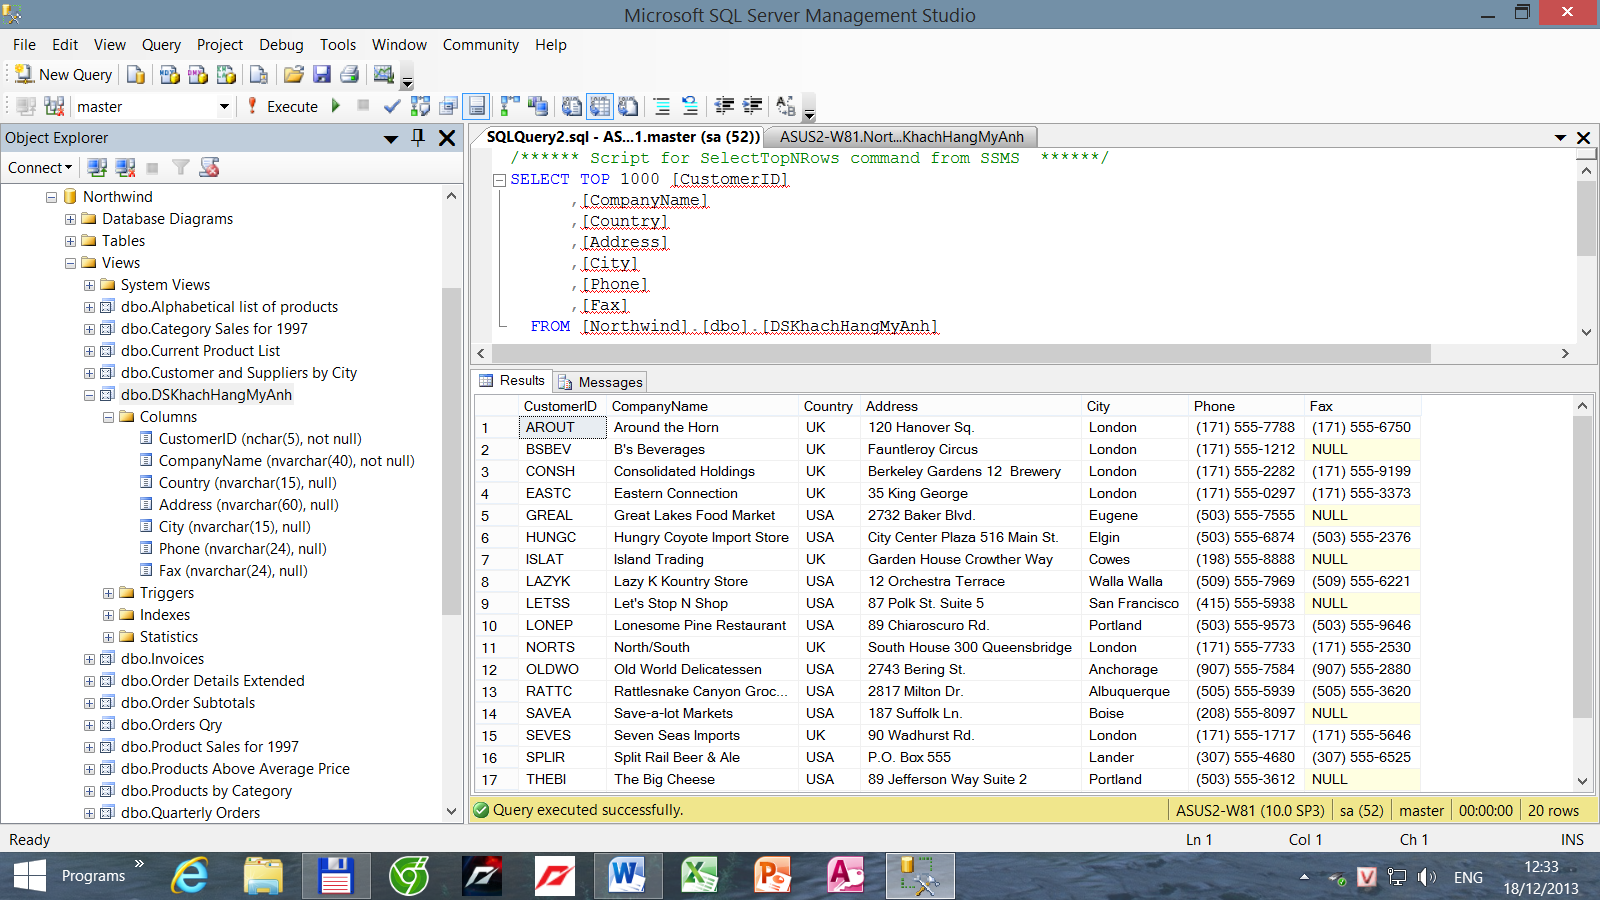 Microsoft SQL Server Management Studio
File Edit View Query Project Debug Tools Window Community Help
New Query
master Execute
Object Explorer
Connect
Northwind
Database Diagrams
Tables
Views
System Views
dbo.Alphabetical list of products
dbo.Category Sales for 1997
dbo.Current Product List
dbo.Customer and Suppliers by City
dbo.DSKhachHangMyAnh
Columns
CustomerID (nchar(5), not null)
CompanyName (nvarchar(40), not null)
Country (nvarchar(15), null)
Address (nvarchar(60), null)
City (nvarchar(15), null)
Phone (nvarchar(24), null)
Fax (nvarchar(24), null)
Triggers
Indexes
Statistics
dbo.Invoices
dbo.Order Details Extended
dbo.Order Subtotals
dbo.Orders Qry
dbo.Product Sales for 1997
dbo.Products Above Average Price
dbo.Products by Category
dbo.Quarterly Orders
SQLQuery2.sql - AS...1.master (sa (52)) ASUS2-W81.Nort...KhachHangMyAnh
/****** Script for SelectTopNRows command from SSMS ******/
SELECT TOP 1000 [CustomerID]
,[CompanyName]
,[Country]
,[Address]
,[City]
,[Phone]
,[Fax]
FROM [Northwind].[dbo].[DSKhachHangMyAnh]
Results Messages
CustomerID CompanyName Country Address City Phone Fax
1 AROUT Around the Horn UK 120 Hanover Sq. London (171) 555-7788 (171) 555-6750
2 BSBEV B's Beverages UK Fauntleroy Circus London (171) 555-1212 NULL
3 CONSH Consolidated Holdings UK Berkeley Gardens 12 Brewery London (171) 555-2282 (171) 555-9199
4 EASTC Eastern Connection UK 35 King George London (171) 555-0297 (171) 555-3373
5 GREAL Great Lakes Food Market USA 2732 Baker Blvd. Eugene (503) 555-7555 NULL
6 HUNGC Hungry Coyote Import Store USA City Center Plaza 516 Main St. Elgin (503) 555-6874 (503) 555-2376
7 ISLAT Island Trading UK Garden House Crowther Way Cowes (198) 555-8888 NULL
8 LAZYK Lazy K Kountry Store USA 12 Orchestra Terrace Walla Walla (509) 555-7969 (509) 555-6221
9 LETSS Let's Stop N Shop USA 87 Polk St. Suite 5 San Francisco (415) 555-5938 NULL
10 LONEP Lonesome Pine Restaurant USA 89 Chiaroscuro Rd. Portland (503) 555-9573 (503) 555-9646
11 NORTS North/South UK South House 300 Queensbridge London (171) 555-7733 (171) 555-2530
12 OLDWO Old World Delicatessen USA 2743 Bering St. Anchorage (907) 555-7584 (907) 555-2880
13 RATTC Rattlesnake Canyon Groc... USA 2817 Milton Dr. Albuquerque (505) 555-5939 (505) 555-3620
14 SAVEA Save-a-lot Markets USA 187 Suffolk Ln. Boise (208) 555-8097 NULL
15 SEVES Seven Seas Imports UK 90 Wadhurst Rd. London (171) 555-1717 (171) 555-5646
16 SPLIR Split Rail Beer & Ale USA P.O. Box 555 Lander (307) 555-4680 (307) 555-6525
17 THEBI The Big Cheese USA 89 Jefferson Way Suite 2 Portland (503) 555-3612 NULL
Query executed successfully. ASUS2-W81 (10.0 SP3) sa (52) master 00:00:00 20 rows
Ready Ln 1 Col 1 Ch 1 INS
Programs ENG 12:33
18/12/2013